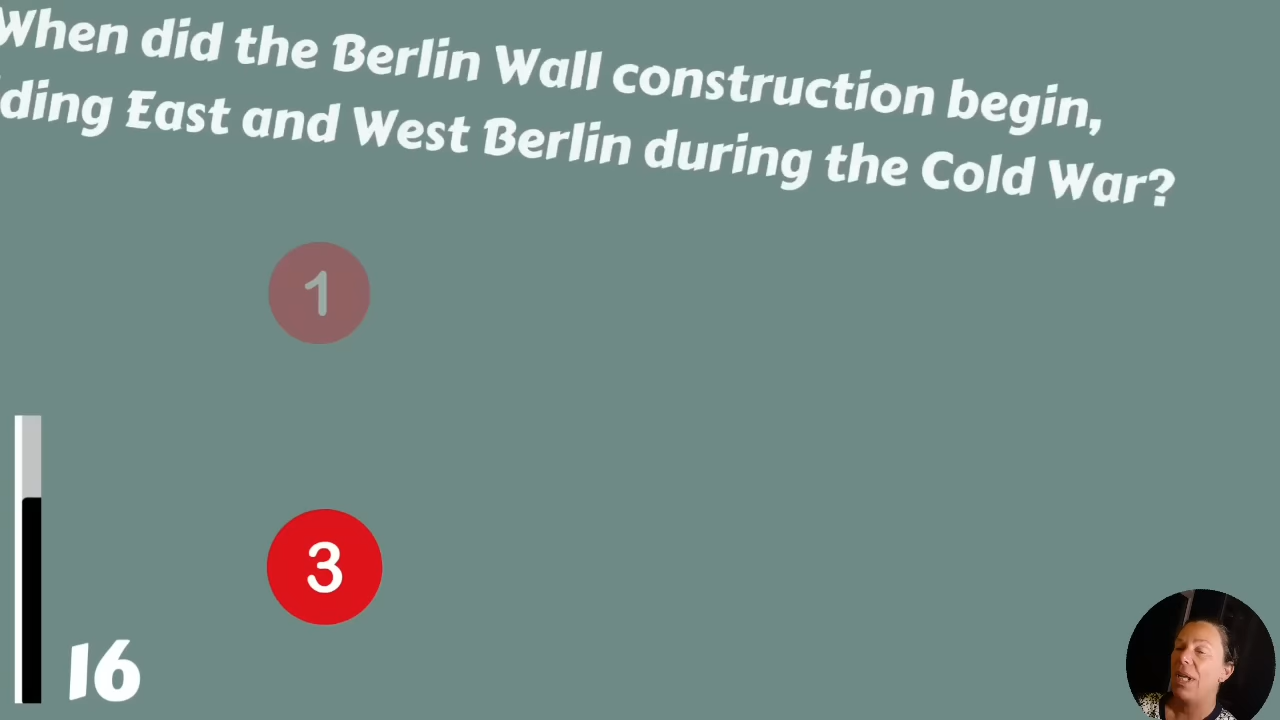 When did the Berlin Wall construction begin,
ding East and West Berlin during the Cold War?
1
3
16